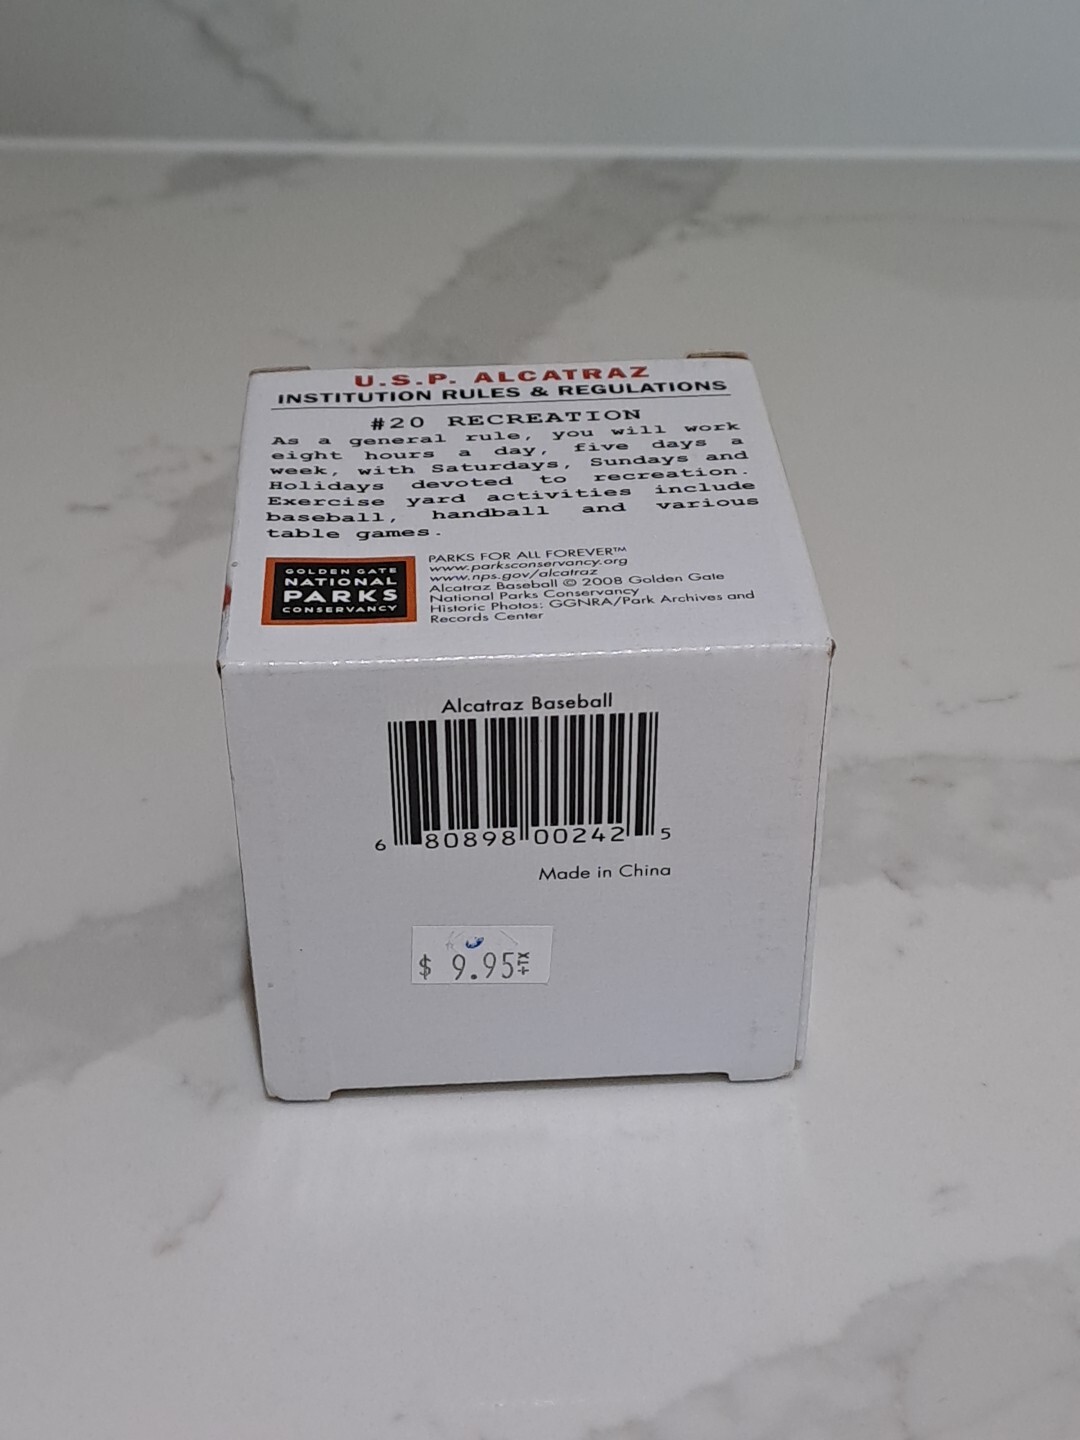 U.S.P. ALCATRAZ
INSTITUTION RULES & REGULATIONS
#20 RECREATION
As a general rule, you will work
eight hours a day, five days a
week, with Saturdays, Sundays and
Holidays devoted to recreation.
Exercise yard activities include
baseball, handball and various
table games.
GOLDEN GATE
NATIONAL
PARKS
CONSERVANCY
PARKS FOR ALL FOREVER™
www.parksconservancy.org
www.nps.gov/alcatraz
Alcatraz Baseball © 2008 Golden Gate
National Parks Conservancy
Historic Photos: GGNRA/Park Archives and
Records Center
Alcatraz Baseball
6 80898 00242 5
Made in China
$ 9.95+TX